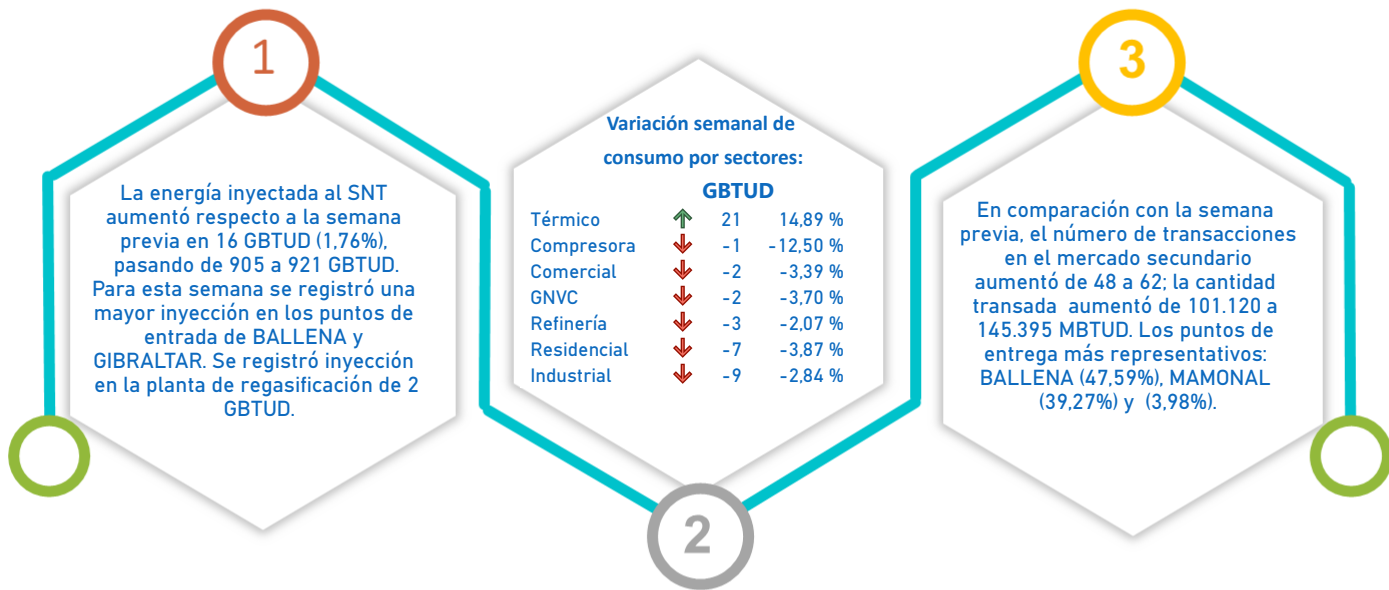 1
La energía inyectada al SNT
aumentó respecto a la semana
previa en 16 GBTUD (1,76%),
pasando de 905 a 921 GBTUD.
Para esta semana se registró una
mayor inyección en los puntos de
entrada de BALLENA y
GIBRALTAR. Se registró inyección
en la planta de regasificación de 2
GBTUD.
Variación semanal de
consumo por sectores:
GBTUD
Térmico 21 14,89 %
Compresora -1 -12,50 %
Comercial -2 -3,39 %
GNVC -2 -3,70 %
Refinería -3 -2,07 %
Residencial -7 -3,87 %
Industrial -9 -2,84 %
2
3
En comparación con la semana
previa, el número de transacciones
en el mercado secundario
aumentó de 48 a 62; la cantidad
transada aumentó de 101.120 a
145.395 MBTUD. Los puntos de
entrega más representativos:
BALLENA (47,59%), MAMONAL
(39,27%) y (3,98%).